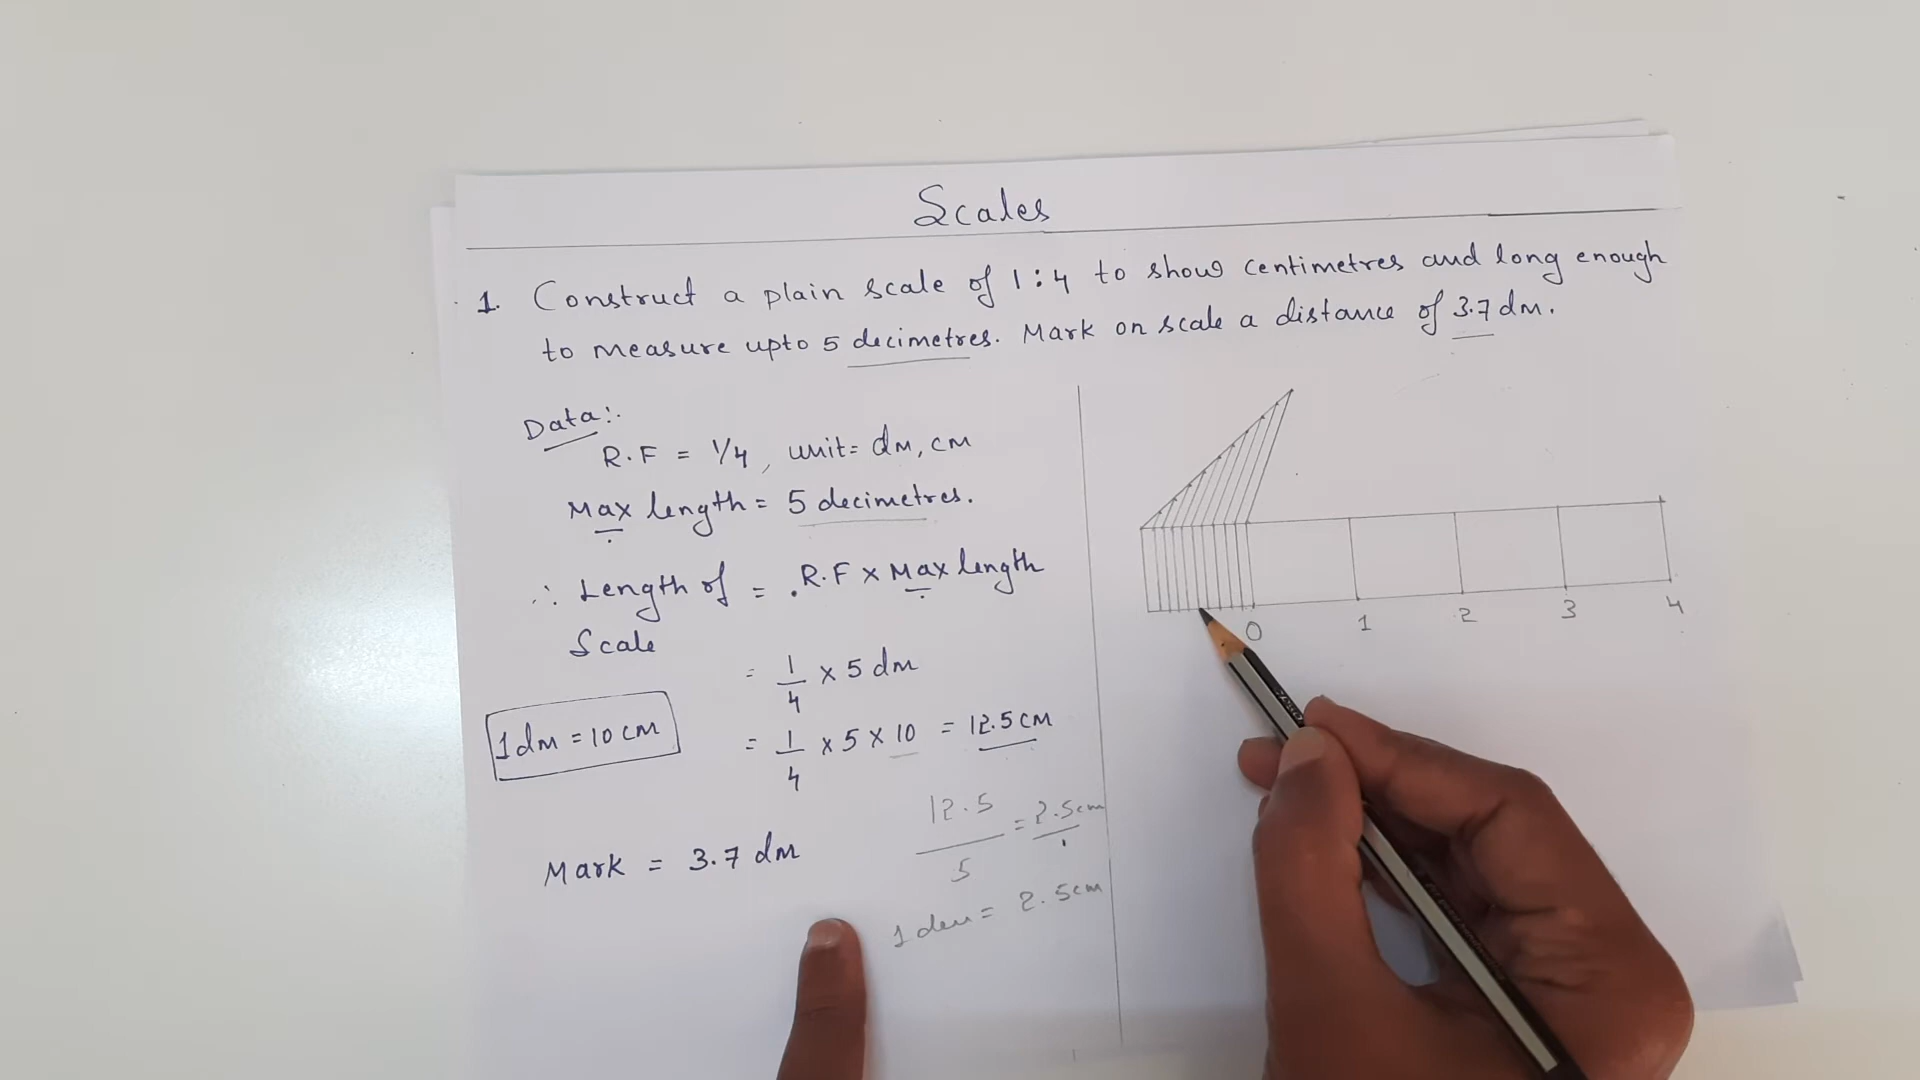 Scales
1. Construct a plain scale of 1:4 to show centimetres and long enough
to measure upto 5 decimetres. Mark on scale a distance of 3.7 dm.
Data:-
R.F = 1/4, unit= dm, cm
Max length = 5 decimetres.
∴ Length of Scale = R.F x Max length
= 1/4 x 5 dm
1 dm = 10 cm
= 1/4 x 5 x 10 = 12.5 cm
12.5/5 = 2.5cm
Mark = 3.7 dm
1 dm = 2.5cm
0 1 2 3 4